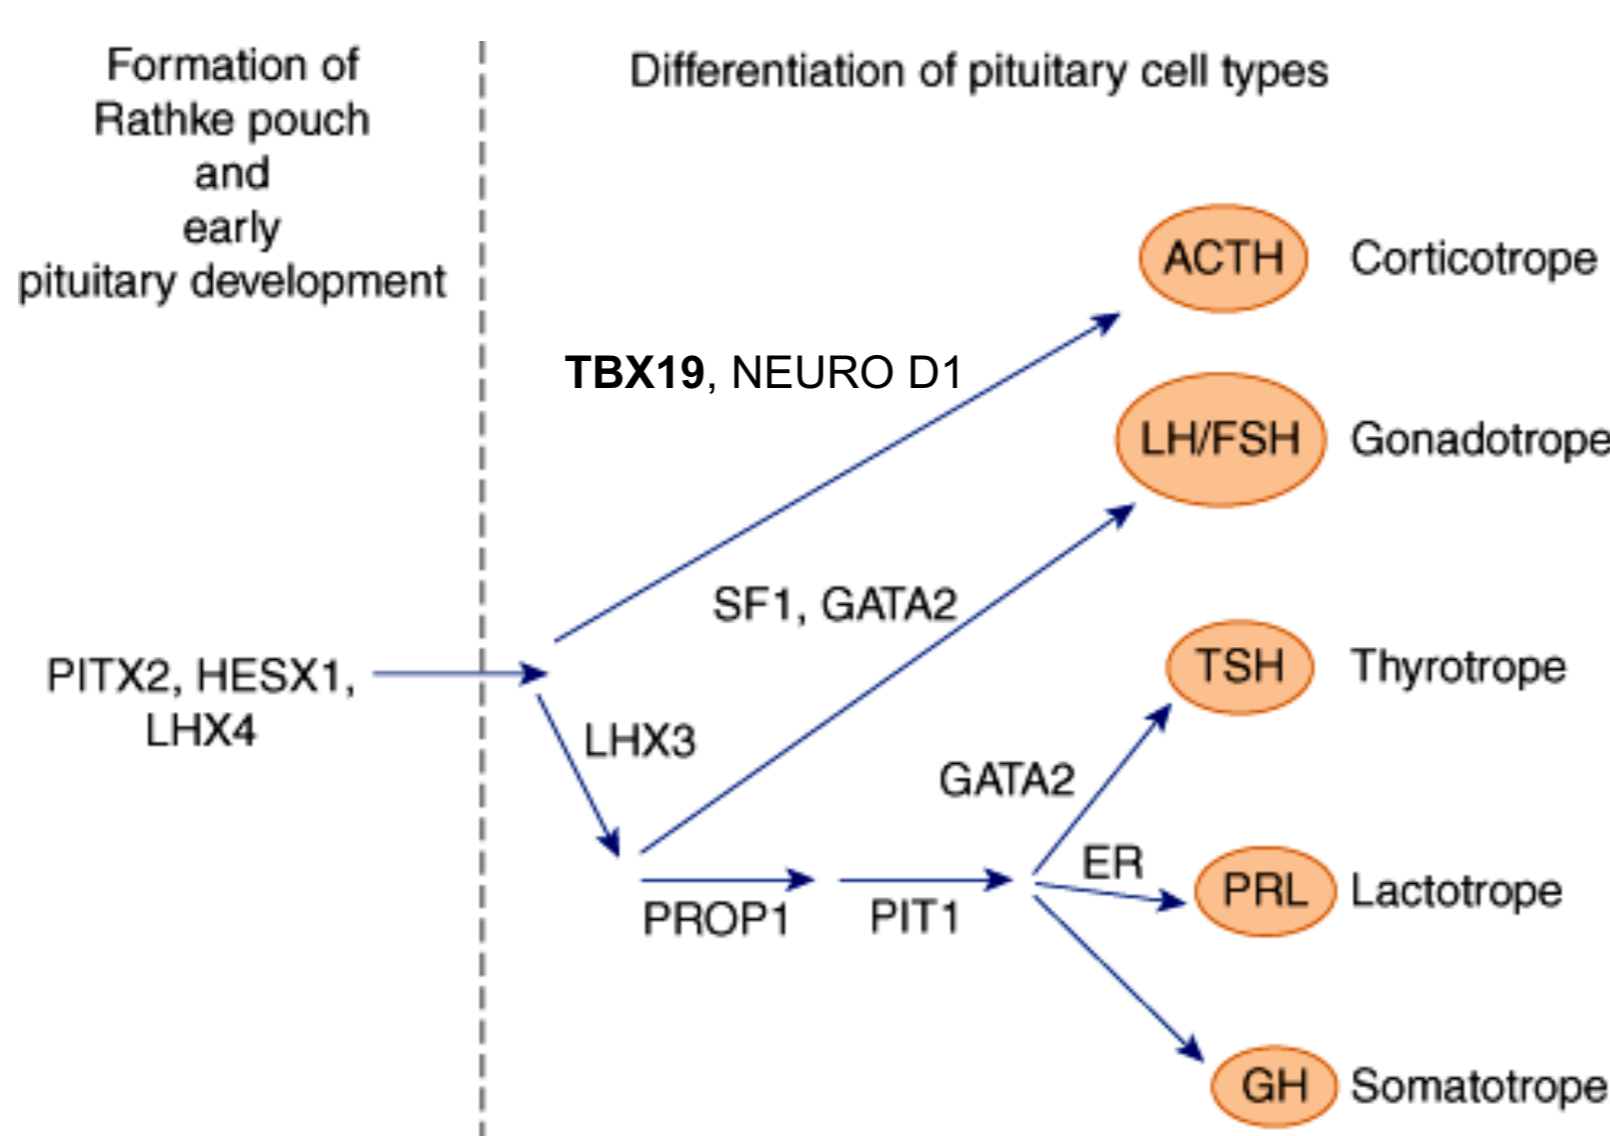 Formation of
Rathke pouch
and
early
pituitary development
Differentiation of pituitary cell types
ACTH Corticotrope
TBX19, NEURO D1
LH/FSH Gonadotrope
SF1, GATA2
PITX2, HESX1,
LHX4
TSH Thyrotrope
LHX3
GATA2
ER
PRL Lactotrope
PROP1
PIT1
GH Somatotrope